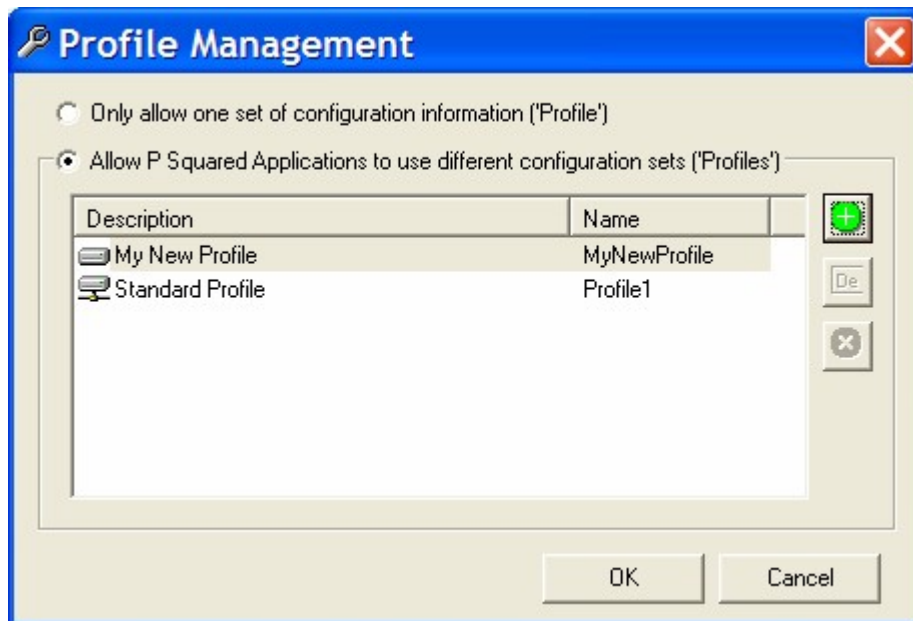 Profile Management
Only allow one set of configuration information ('Profile')
Allow P Squared Applications to use different configuration sets ('Profiles')
Description Name
My New Profile MyNewProfile
Standard Profile Profile1
De
OK Cancel